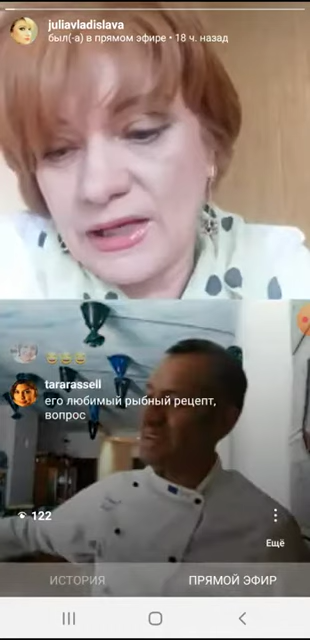 juliavladislava
был(-а) в прямом эфире • 18 ч. назад
tararassell
его любимый рыбный рецепт,
вопрос
122
Ещё
ИСТОРИЯ
ПРЯМОЙ ЭФИР